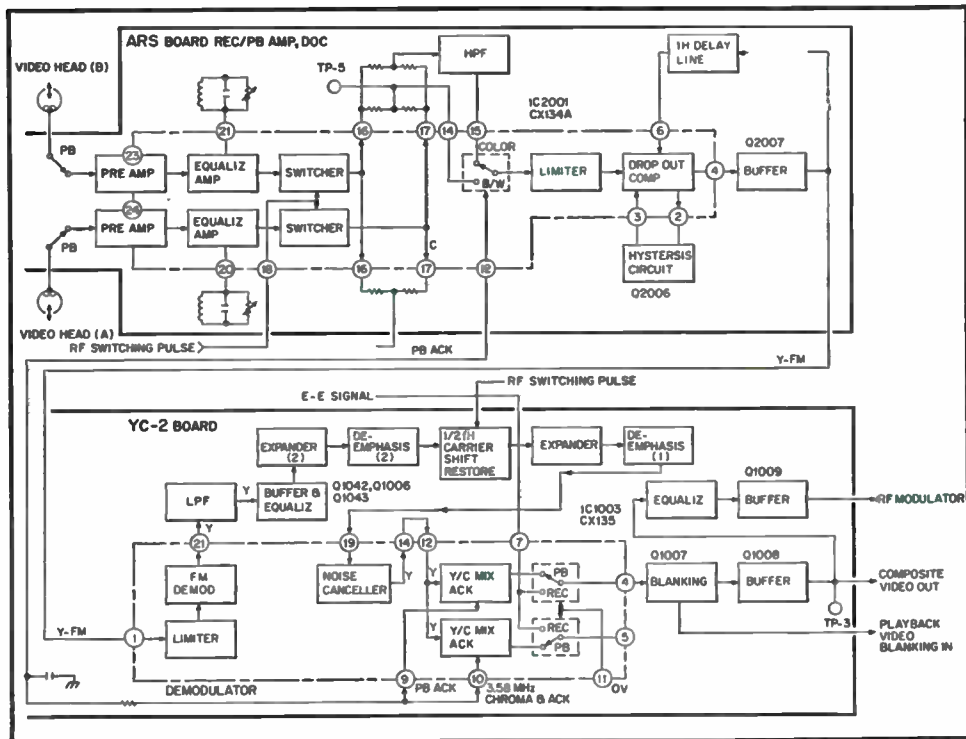 ARS BOARD REC/PB AMP, DOC
VIDEO HEAD (B)
PB
23
PRE AMP
21
EQUALIZ
AMP
SWITCHER
TP-5
16
17
14
15
HPF
COLOR
B/W
1C2001
CX134A
LIMITER
1H DELAY
LINE
6
DROP OUT
COMP
4
Q2007
BUFFER
24
PRE AMP
EQUALIZ
AMP
SWITCHER
PB
20
18
16
C
17
12
3
2
HYSTERSIS
CIRCUIT
Q2006
VIDEO HEAD (A)
RF SWITCHING PULSE
PB ACK
Y-FM
E-E SIGNAL
RF SWITCHING PULSE
YC-2 BOARD
EXPANDER
(2)
DE-
EMPHASIS
(2)
1/2fH
CARRIER
SHIFT
RESTORE
EXPANDER
DE-
EMPHASIS
(1)
LPF
Y
BUFFER &
EQUALIZ
Q1042,Q1006
Q1043
1C1003
CX135
EQUALIZ
Q1009
BUFFER
RF MODULATOR
Y
21
19
14
12
7
FM
DEMOD
NOISE
CANCELLER
Y
Y
Y/C MIX
ACK
PB
REC
4
Q1007
BLANKING
Q1008
BUFFER
COMPOSITE
VIDEO OUT
TP-3
Y-FM
1
LIMITER
Y
Y/C MIX
ACK
REC
PB
5
PLAYBACK
VIDEO
BLANKING IN
DEMODULATOR
9
PB ACK
10
3.58 MHz
CHROMA & ACK
11
OV